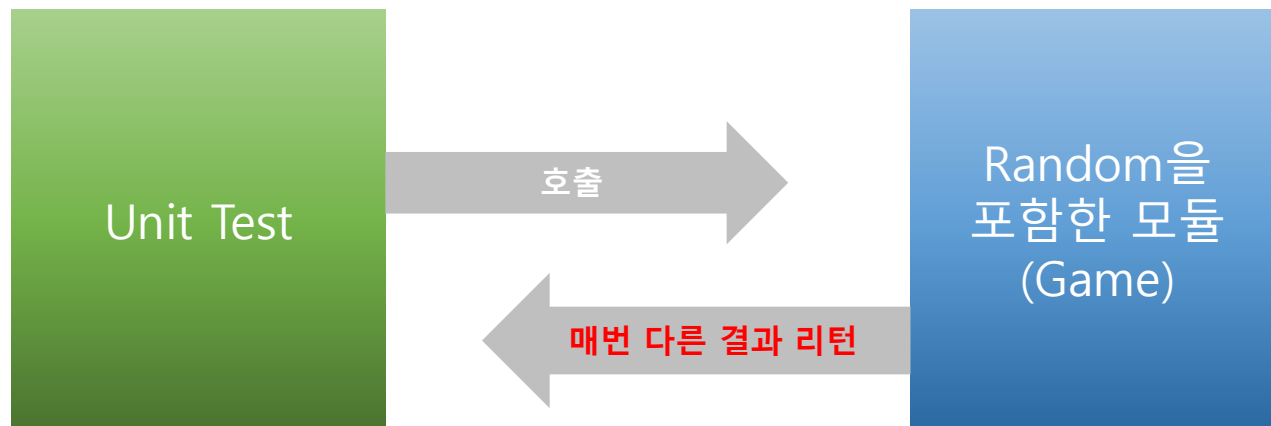 Unit Test
호출
매번 다른 결과 리턴
Random을
포함한 모듈
(Game)